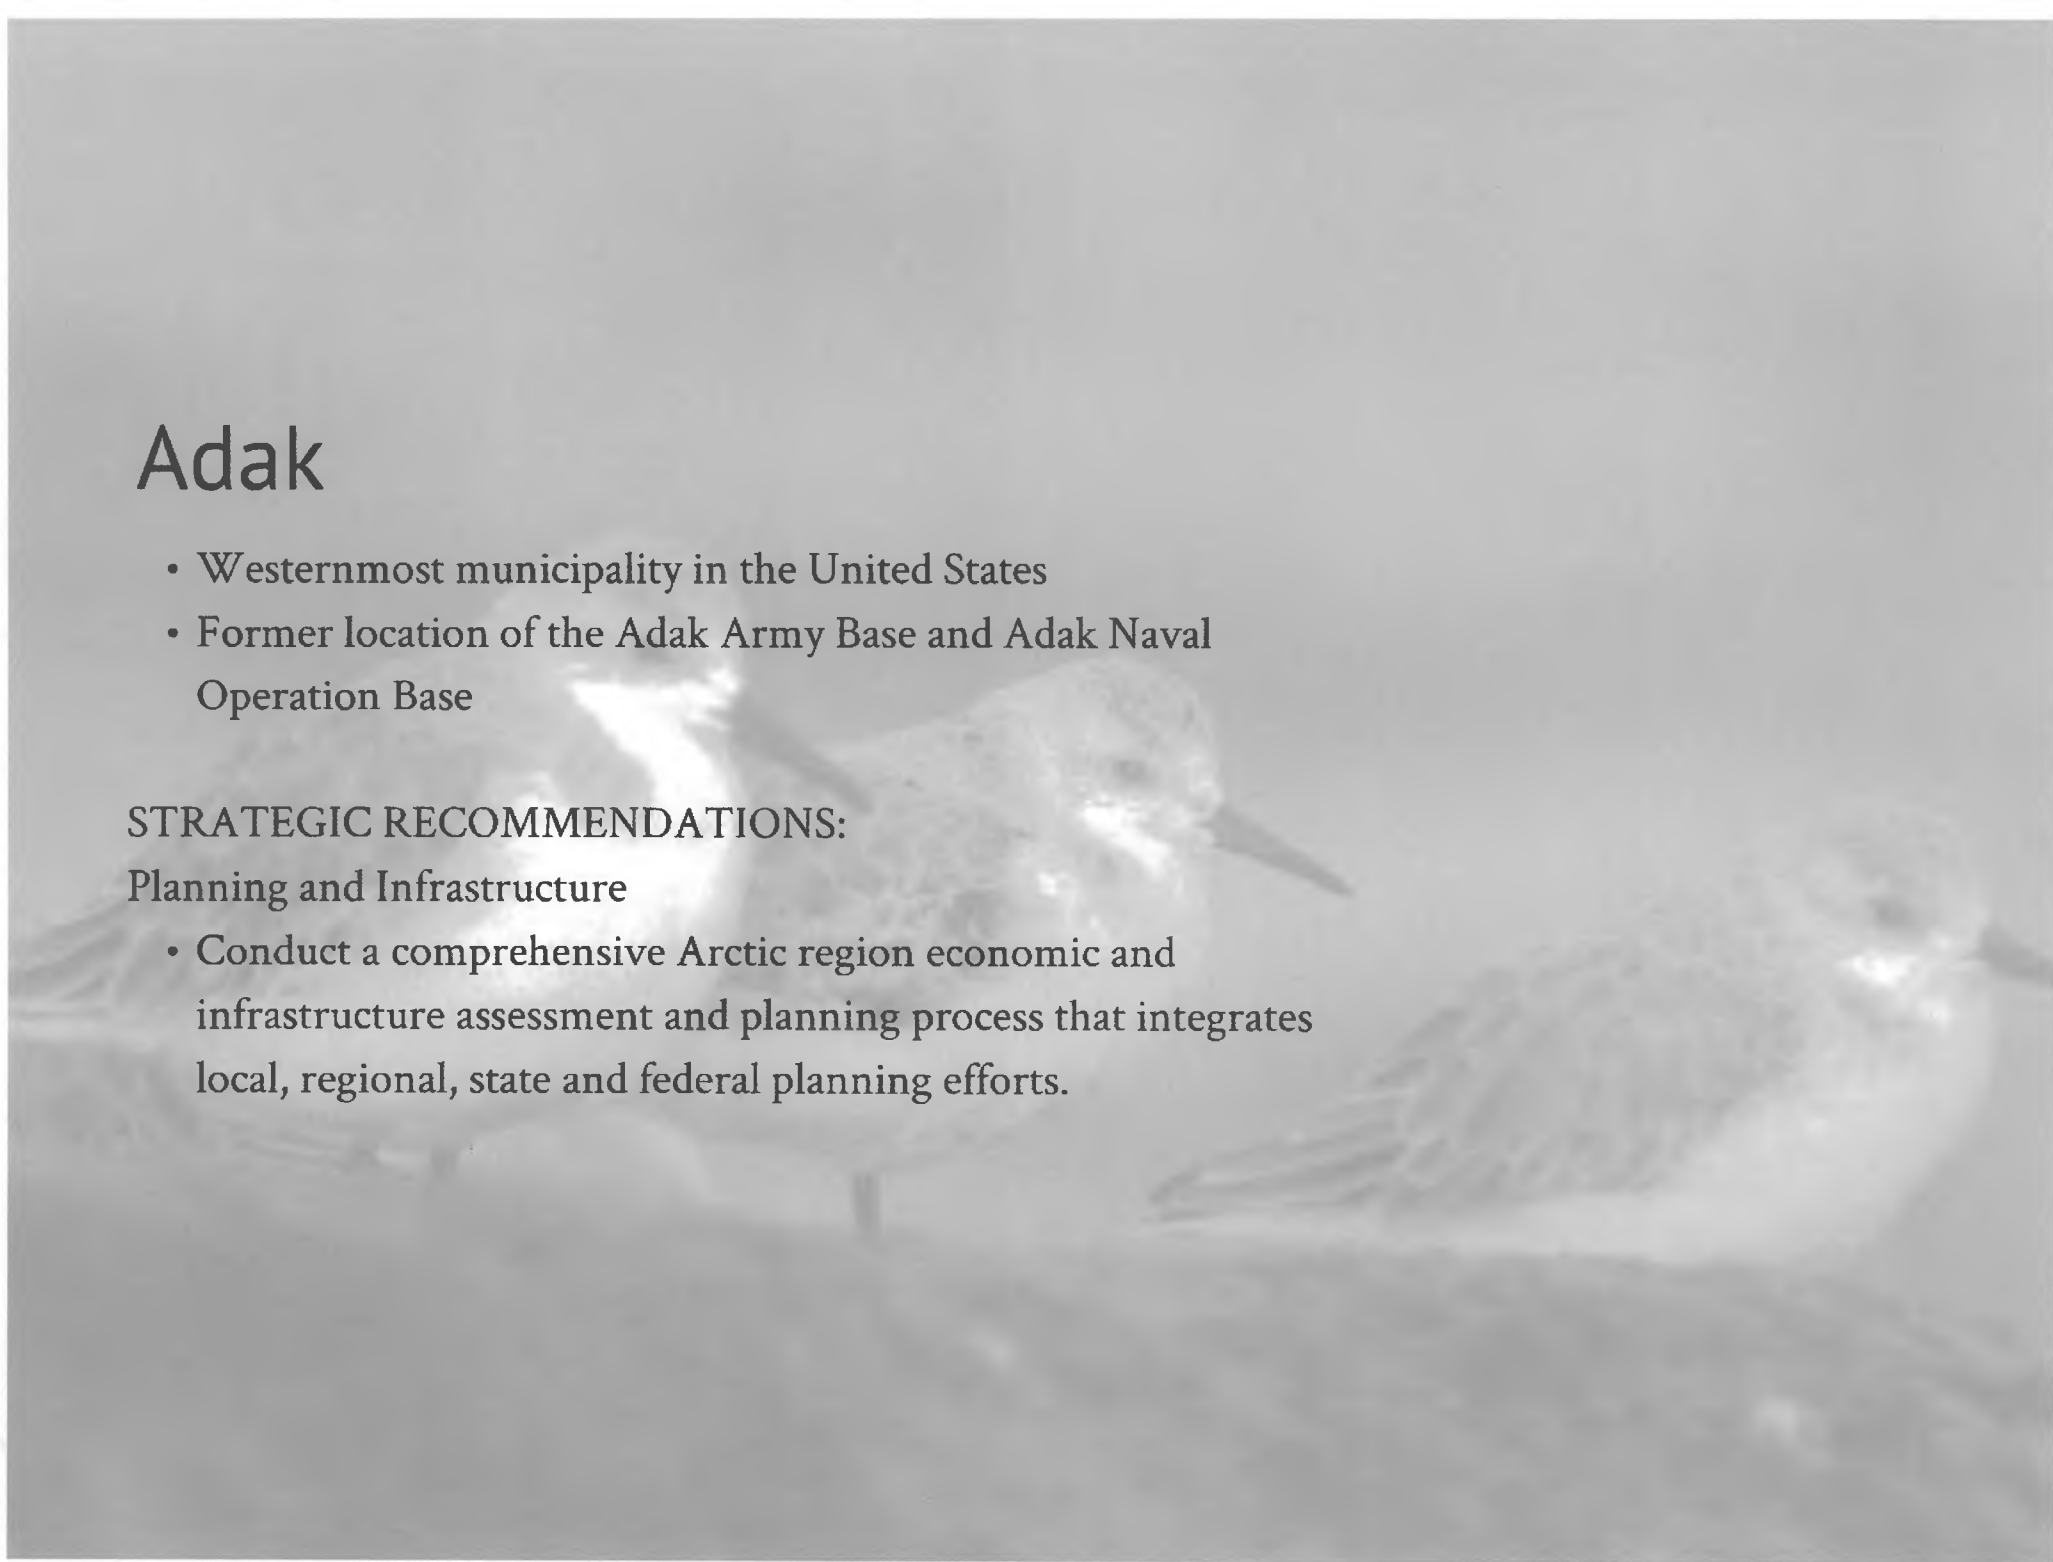 Adak
• Westernmost municipality in the United States
• Former location of the Adak Army Base and Adak Naval
Operation Base
STRATEGIC RECOMMENDATIONS:
Planning and Infrastructure
• Conduct a comprehensive Arctic region economic and
infrastructure assessment and planning process that integrates
local, regional, state and federal planning efforts.